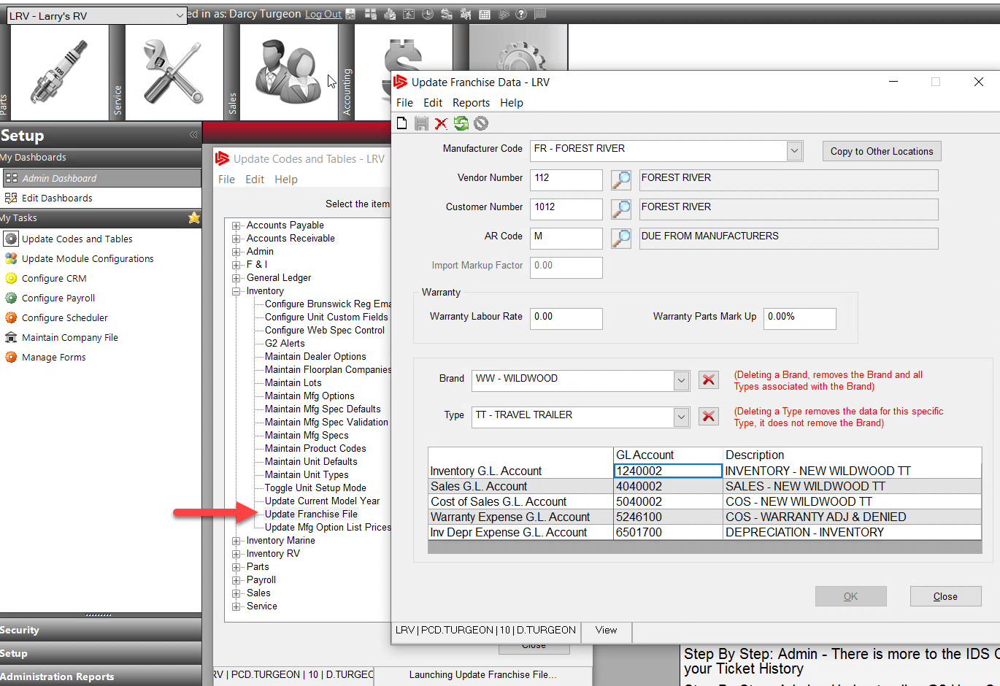 LRV - Larry's RV
ed in as: Darcy Turgeon Log Out
Parts
Service
Sales
Accounting
Setup
My Dashboards
Admin Dashboard
Edit Dashboards
My Tasks
Update Codes and Tables
Update Module Configurations
Configure CRM
Configure Payroll
Configure Scheduler
Maintain Company File
Manage Forms
Security
Setup
Administration Reports
Update Codes and Tables - LRV
File Edit Help
Select the item
Accounts Payable
Accounts Receivable
Admin
F & I
General Ledger
Inventory
Configure Brunswick Reg Ema
Configure Unit Custom Fields
Configure Web Spec Control
G2 Alerts
Maintain Dealer Options
Maintain Floorplan Companies
Maintain Lots
Maintain Mfg Options
Maintain Mfg Spec Defaults
Maintain Mfg Spec Validation
Maintain Mfg Specs
Maintain Product Codes
Maintain Unit Defaults
Maintain Unit Types
Toggle Unit Setup Mode
Update Current Model Year
Update Franchise File
Update Mfg Option List Prices
Inventory Marine
Inventory RV
Parts
Payroll
Sales
Service
Close
RV | PCD.TURGEON | 10 | D.TURGEO Launching Update Franchise File...
Update Franchise Data - LRV
File Edit Reports Help
Manufacturer Code FR - FOREST RIVER Copy to Other Locations
Vendor Number 112 FOREST RIVER
Customer Number 1012 FOREST RIVER
AR Code M DUE FROM MANUFACTURERS
Import Markup Factor 0.00
Warranty
Warranty Labour Rate 0.00 Warranty Parts Mark Up 0.00%
Brand WW - WILDWOOD (Deleting a Brand, removes the Brand and all
Types associated with the Brand)
Type TT - TRAVEL TRAILER (Deleting a Type removes the data for this specific
Type, it does not remove the Brand)
GL Account Description
Inventory G.L. Account 1240002 INVENTORY - NEW WILDWOOD TT
Sales G.L. Account 4040002 SALES - NEW WILDWOOD TT
Cost of Sales G.L. Account 5040002 COS - NEW WILDWOOD TT
Warranty Expense G.L. Account 5246100 COS - WARRANTY ADJ & DENIED
Inv Depr Expense G.L. Account 6501700 DEPRECIATION - INVENTORY
OK Close
LRV | PCD.TURGEON | 10 | D.TURGEON View
Step By Step: Admin - There is more to the IDS
your Ticket History